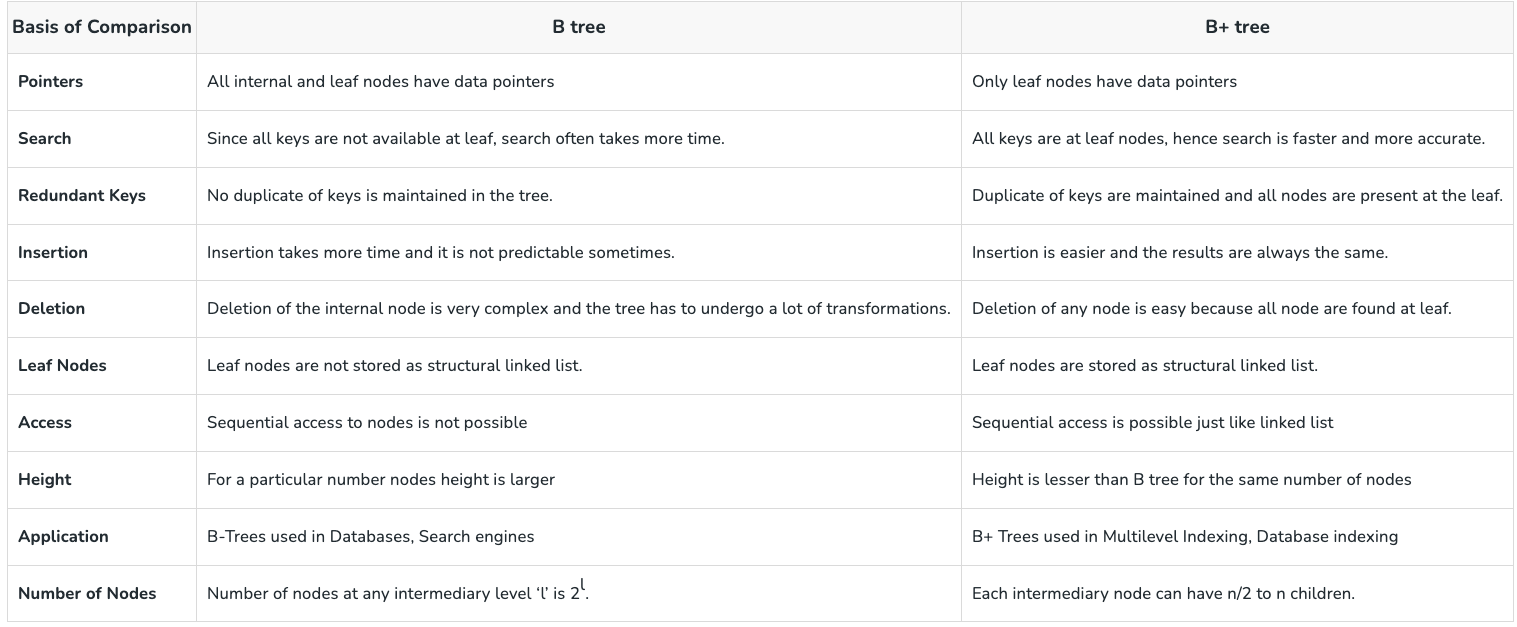 Basis of Comparison B tree B+ tree
Pointers All internal and leaf nodes have data pointers Only leaf nodes have data pointers
Search Since all keys are not available at leaf, search often takes more time. All keys are at leaf nodes, hence search is faster and more accurate.
Redundant Keys No duplicate of keys is maintained in the tree. Duplicate of keys are maintained and all nodes are present at the leaf.
Insertion Insertion takes more time and it is not predictable sometimes. Insertion is easier and the results are always the same.
Deletion Deletion of the internal node is very complex and the tree has to undergo a lot of transformations. Deletion of any node is easy because all node are found at leaf.
Leaf Nodes Leaf nodes are not stored as structural linked list. Leaf nodes are stored as structural linked list.
Access Sequential access to nodes is not possible Sequential access is possible just like linked list
Height For a particular number nodes height is larger Height is lesser than B tree for the same number of nodes
Application B-Trees used in Databases, Search engines B+ Trees used in Multilevel Indexing, Database indexing
Number of Nodes Number of nodes at any intermediary level ‘l’ is 2^l. Each intermediary node can have n/2 to n children.